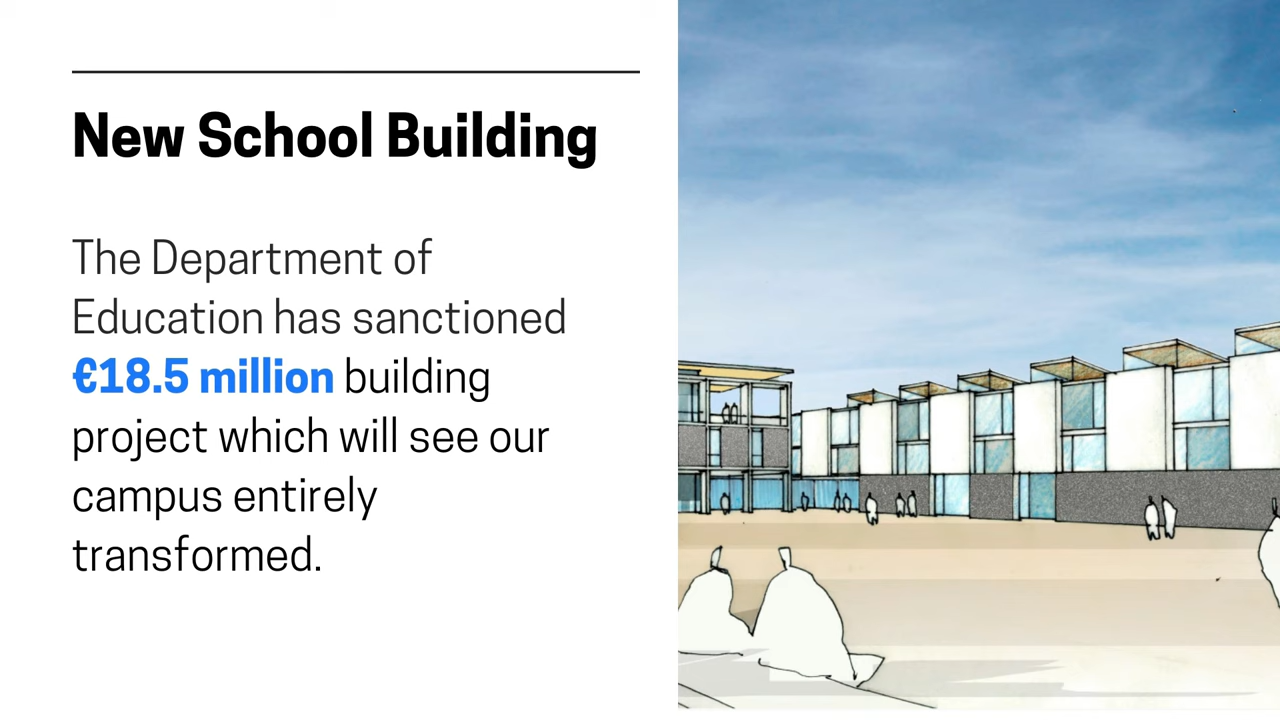 New School Building
The Department of
Education has sanctioned
€18.5 million building
project which will see our
campus entirely
transformed.